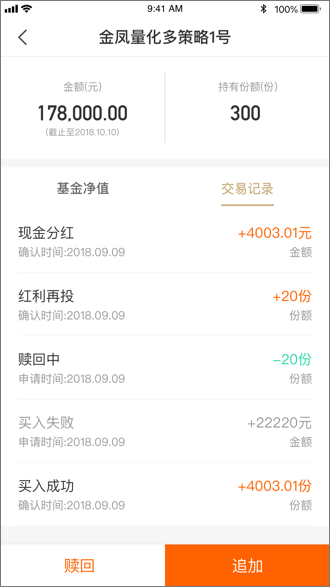 9:41 AM
100%
金凤量化多策略1号
金额(元)
持有份额(份)
178,000.00
300
(截止至2018.10.10)
基金净值
交易记录
现金分红
+4003.01元
确认时间:2018.09.09
金额
红利再投
+20份
确认时间:2018.09.09
份额
赎回中
-20份
申请时间:2018.09.09
份额
买入失败
+22220元
申请时间:2018.09.09
金额
买入成功
+4003.01份
确认时间:2018.09.09
份额
赎回
追加